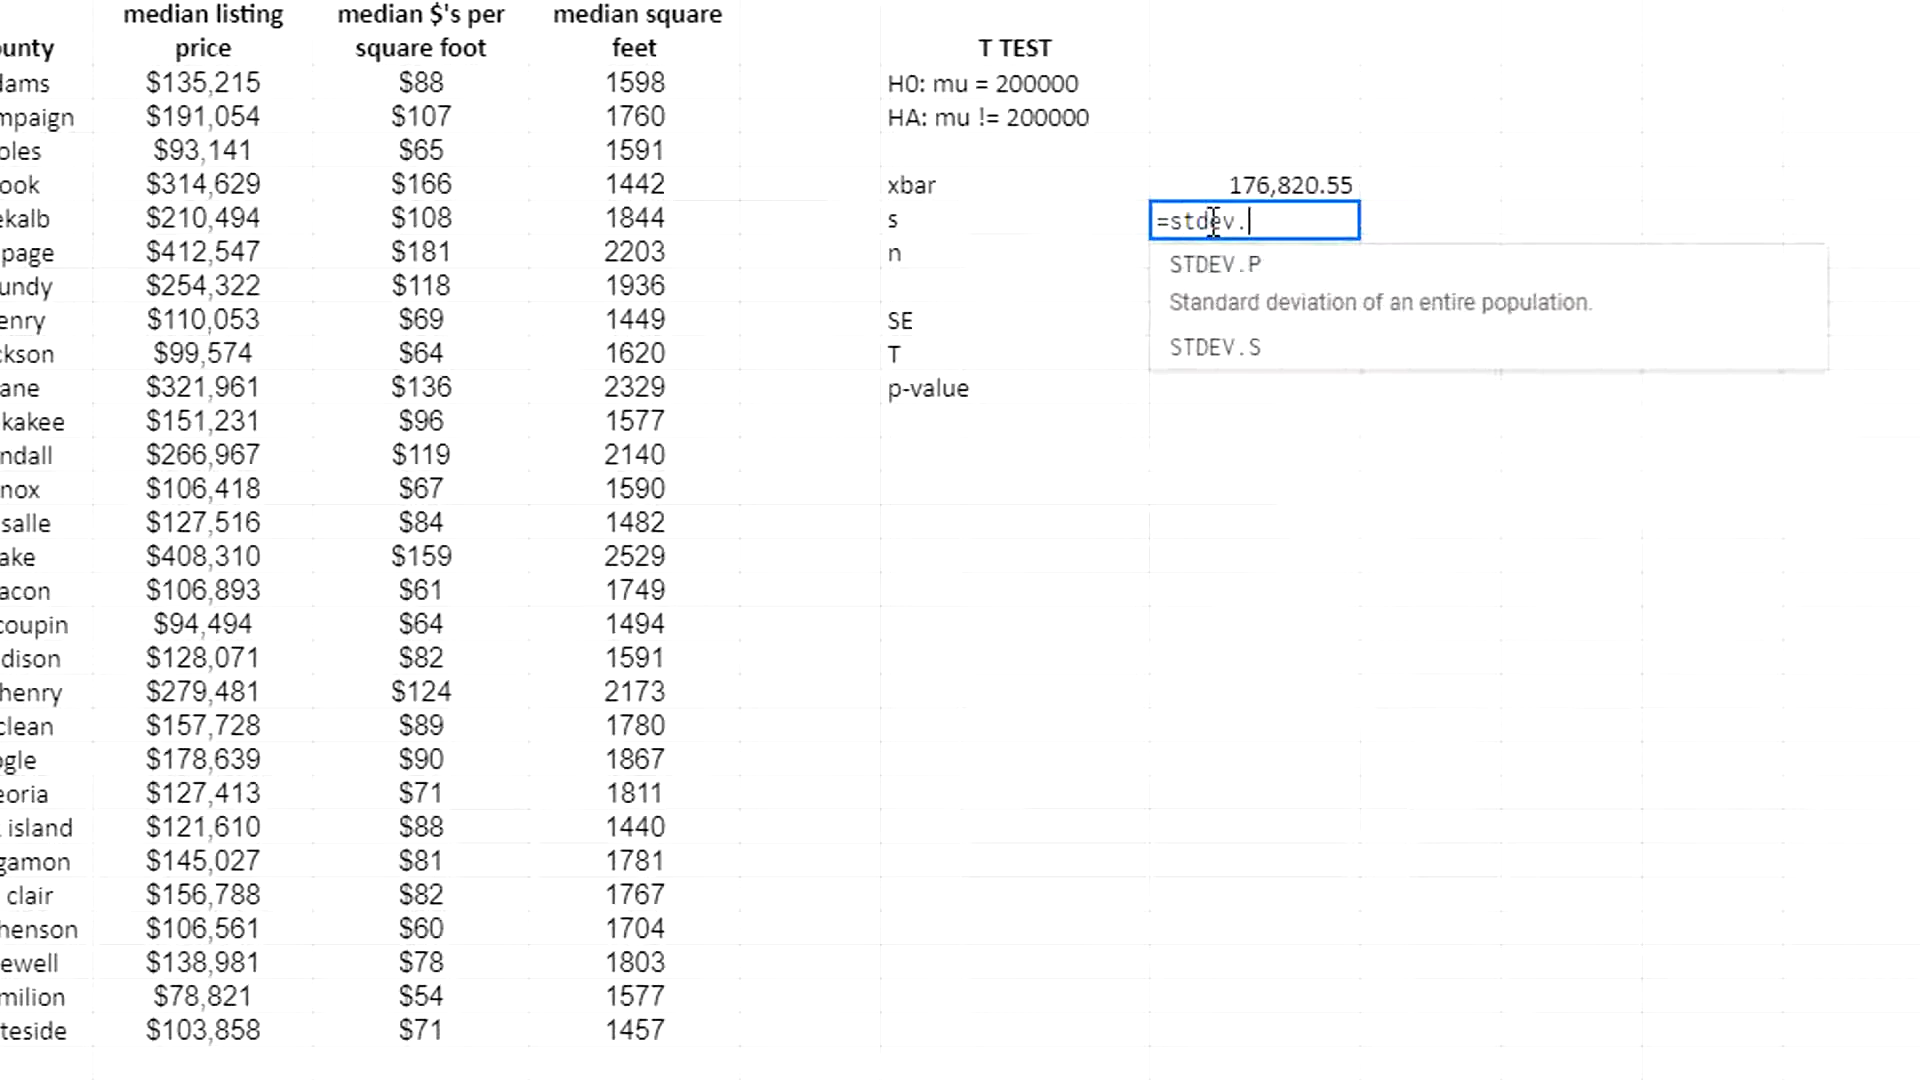 median listing median $'s per median square
ounty price square foot feet T TEST
dams $135,215 $88 1598 H0: mu = 200000
mpaign $191,054 $107 1760 HA: mu != 200000
oles $93,141 $65 1591
ook $314,629 $166 1442 xbar 176,820.55
ekalb $210,494 $108 1844 s =stdev.
page $412,547 $181 2203 n STDEV.P
undy $254,322 $118 1936 Standard deviation of an entire population.
enry $110,053 $69 1449 SE STDEV.S
ckson $99,574 $64 1620 T
ane $321,961 $136 2329 p-value
kakee $151,231 $96 1577
ndall $266,967 $119 2140
nox $106,418 $67 1590
salle $127,516 $84 1482
ake $408,310 $159 2529
acon $106,893 $61 1749
coupin $94,494 $64 1494
dison $128,071 $82 1591
henry $279,481 $124 2173
clean $157,728 $89 1780
ogle $178,639 $90 1867
eoria $127,413 $71 1811
island $121,610 $88 1440
gamon $145,027 $81 1781
clair $156,788 $82 1767
henson $106,561 $60 1704
ewell $138,981 $78 1803
milion $78,821 $54 1577
teside $103,858 $71 1457